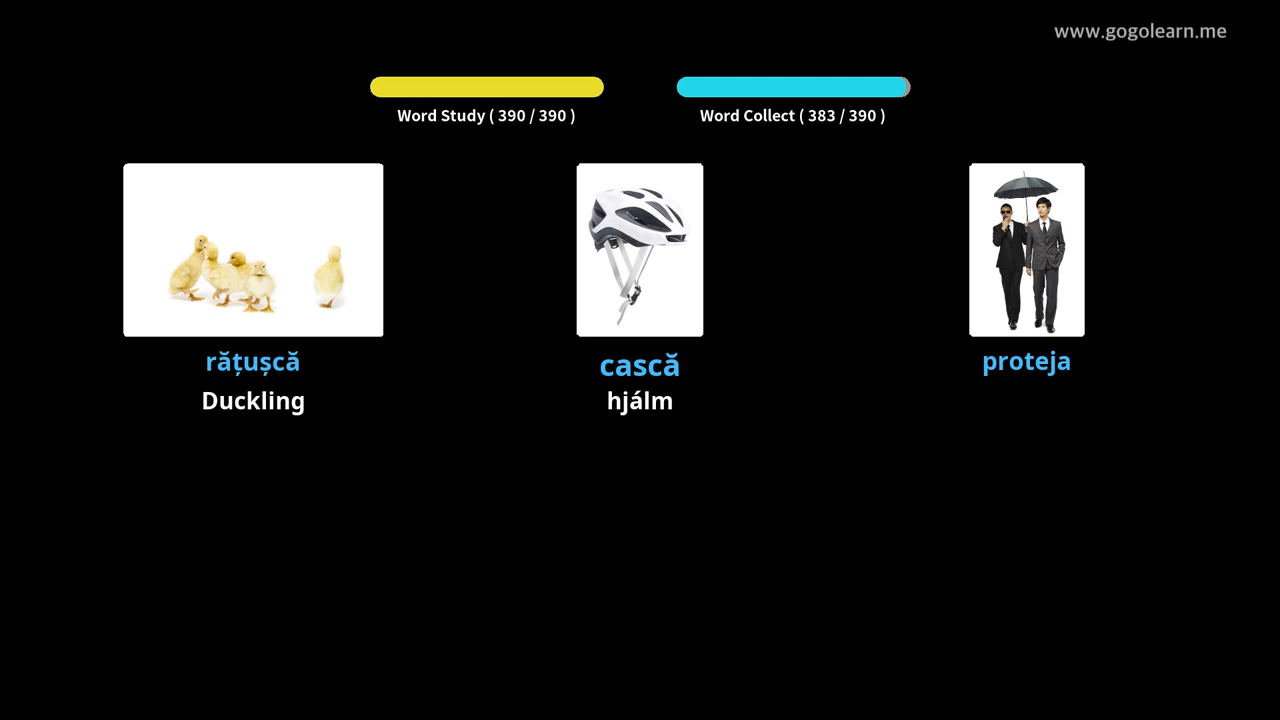 www.gogolearn.me
Word Study ( 390 / 390 )
Word Collect ( 383 / 390 )
rățușcă
cască
proteja
Duckling
hjálm